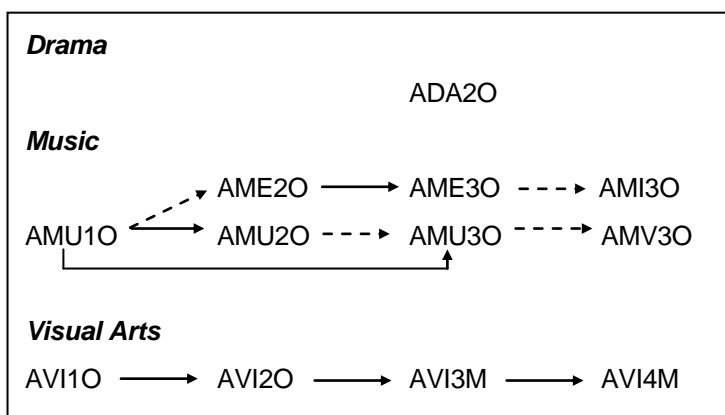 Drama
ADA2O
Music
AME2O AME3O AMI3O
AMU1O AMU2O AMU3O AMV3O
Visual Arts
AVI1O AVI2O AVI3M AVI4M